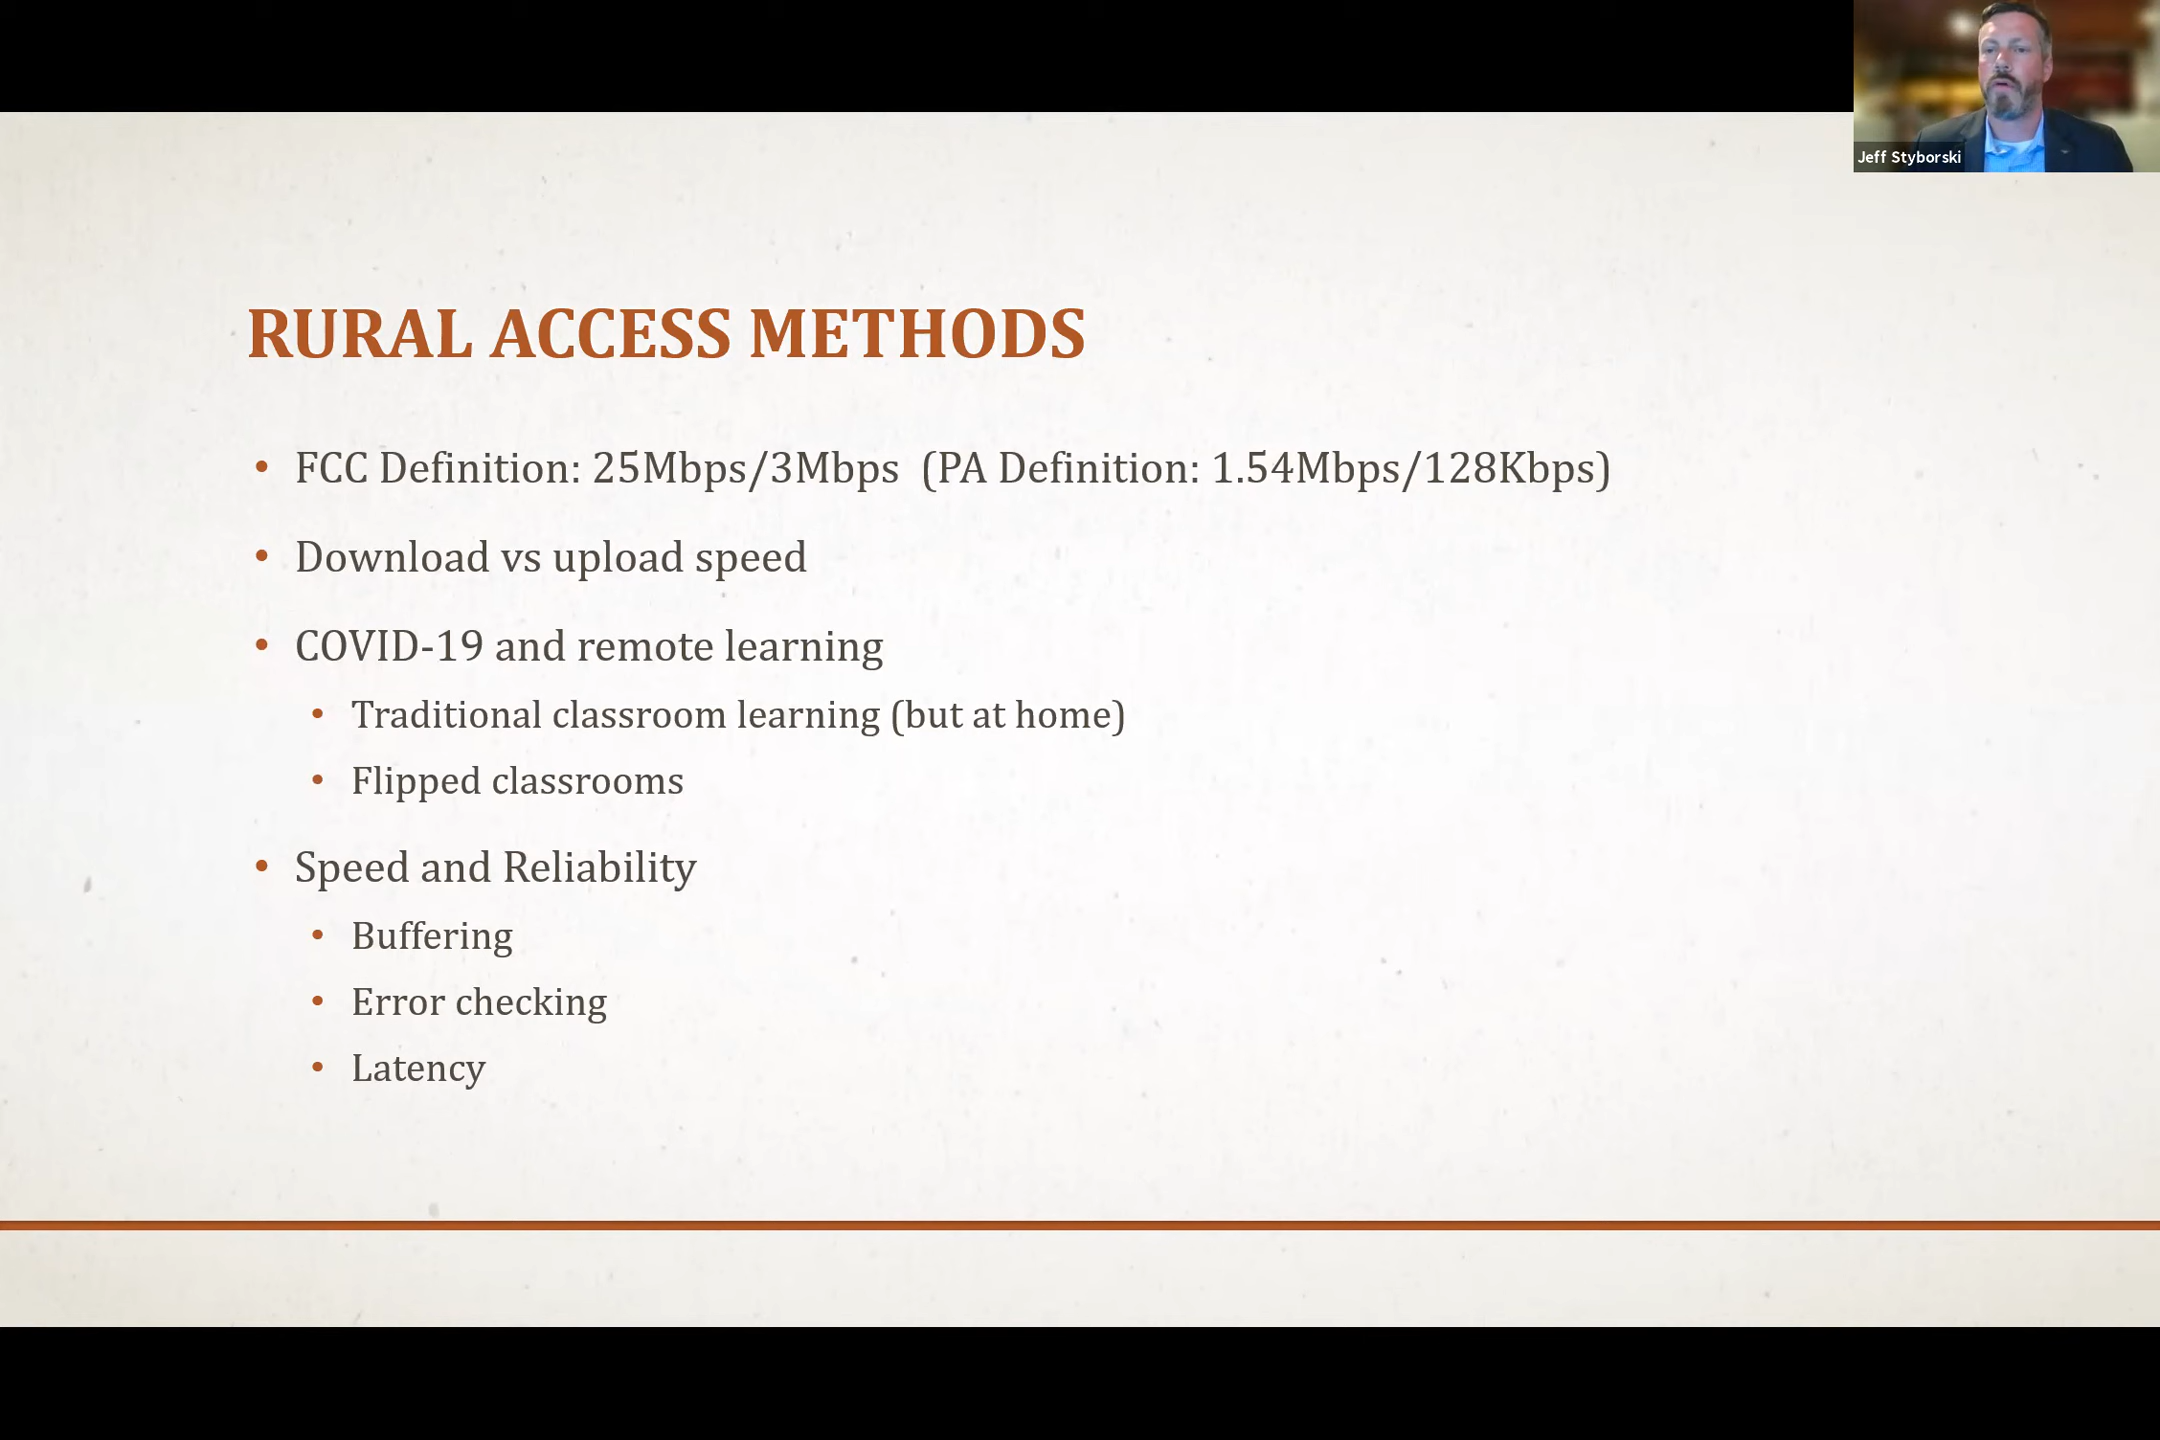 Jeff Styborski
RURAL ACCESS METHODS
• FCC Definition: 25Mbps/3Mbps (PA Definition: 1.54Mbps/128Kbps)
• Download vs upload speed
• COVID-19 and remote learning
• Traditional classroom learning (but at home)
• Flipped classrooms
• Speed and Reliability
• Buffering
• Error checking
• Latency